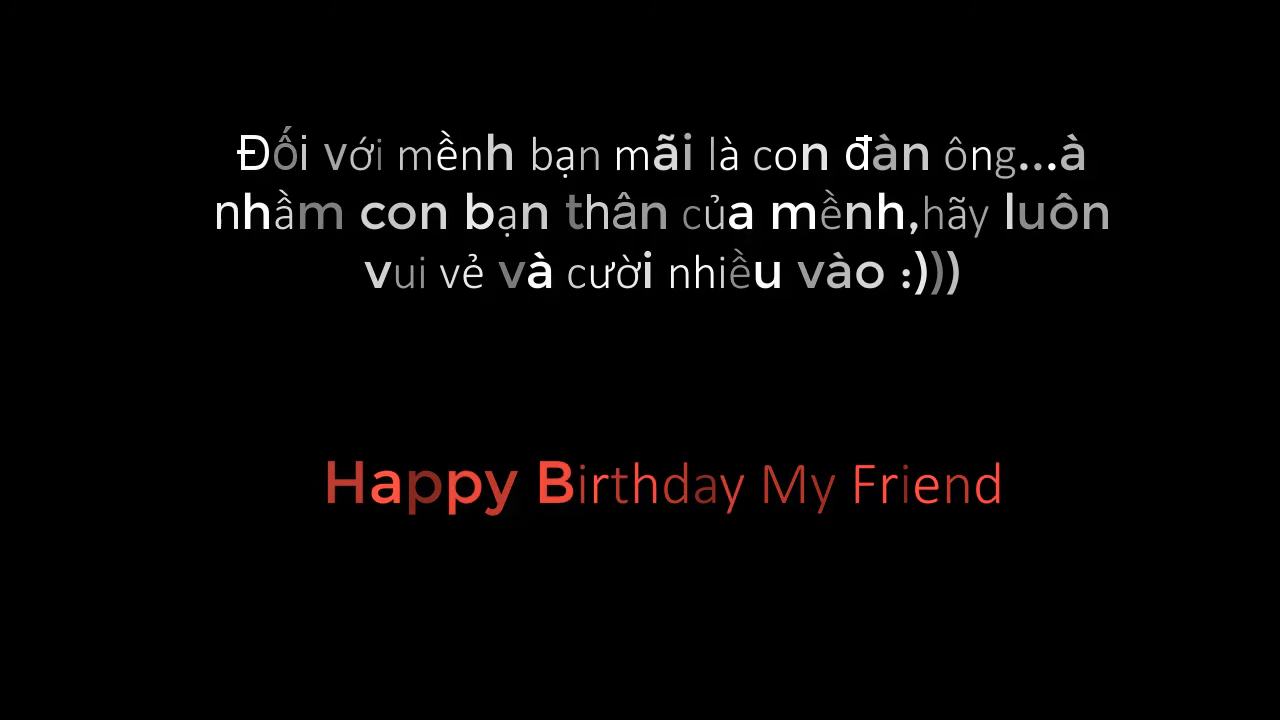 Đối với mềnh bạn mãi là con đàn ông...à
nhầm con bạn thân của mềnh,hãy luôn
vui vẻ và cười nhiều vào :)))
Happy Birthday My Friend